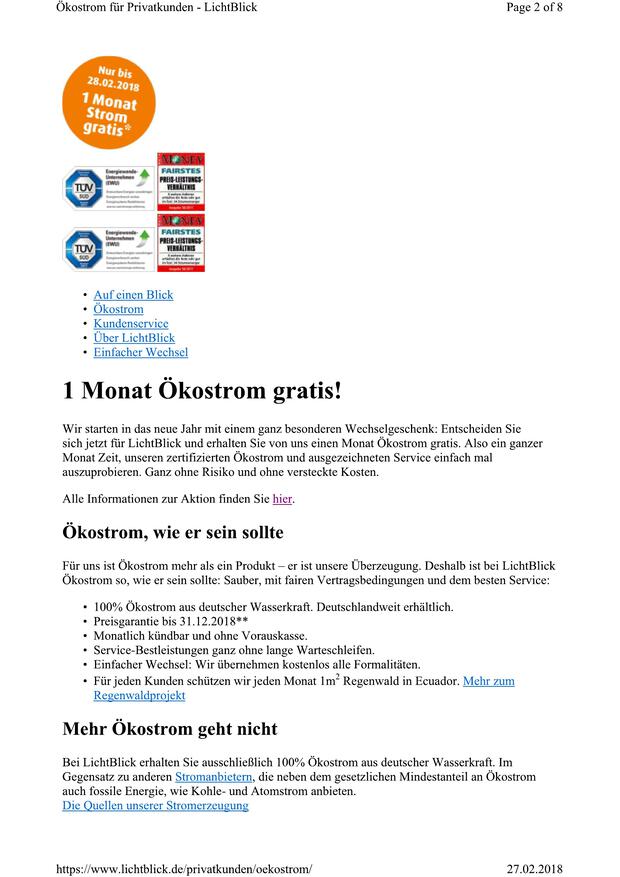 Ökostrom für Privatkunden - LichtBlick
Page 2 of 8
Nur bis
28.02.2018
1 Monat
Strom
gratis*
TÜV
SÜD
Energiewende-
Unternehmen
(EWU)
FAIRSTES
PREIS-LEISTUNGS-
VERHÄLTNIS
TÜV
SÜD
Energiewende-
Unternehmen
(EWU)
FAIRSTES
PREIS-LEISTUNGS-
VERHÄLTNIS
• Auf einen Blick
• Ökostrom
• Kundenservice
• Über LichtBlick
• Einfacher Wechsel
1 Monat Ökostrom gratis!
Wir starten in das neue Jahr mit einem ganz besonderen Wechselgeschenk: Entscheiden Sie
sich jetzt für LichtBlick und erhalten Sie von uns einen Monat Ökostrom gratis. Also ein ganzer
Monat Zeit, unseren zertifizierten Ökostrom und ausgezeichneten Service einfach mal
auszuprobieren. Ganz ohne Risiko und ohne versteckte Kosten.
Alle Informationen zur Aktion finden Sie hier.
Ökostrom, wie er sein sollte
Für uns ist Ökostrom mehr als ein Produkt – er ist unsere Überzeugung. Deshalb ist bei LichtBlick
Ökostrom so, wie er sein sollte: Sauber, mit fairen Vertragsbedingungen und dem besten Service:
• 100% Ökostrom aus deutscher Wasserkraft. Deutschlandweit erhältlich.
• Preisgarantie bis 31.12.2018**
• Monatlich kündbar und ohne Vorauskasse.
• Service-Bestleistungen ganz ohne lange Warteschleifen.
• Einfacher Wechsel: Wir übernehmen kostenlos alle Formalitäten.
• Für jeden Kunden schützen wir jeden Monat 1m² Regenwald in Ecuador. Mehr zum
Regenwaldprojekt
Mehr Ökostrom geht nicht
Bei LichtBlick erhalten Sie ausschließlich 100% Ökostrom aus deutscher Wasserkraft. Im
Gegensatz zu anderen Stromanbietern, die neben dem gesetzlichen Mindestanteil an Ökostrom
auch fossile Energie, wie Kohle- und Atomstrom anbieten.
Die Quellen unserer Stromerzeugung
https://www.lichtblick.de/privatkunden/oekostrom/
27.02.2018